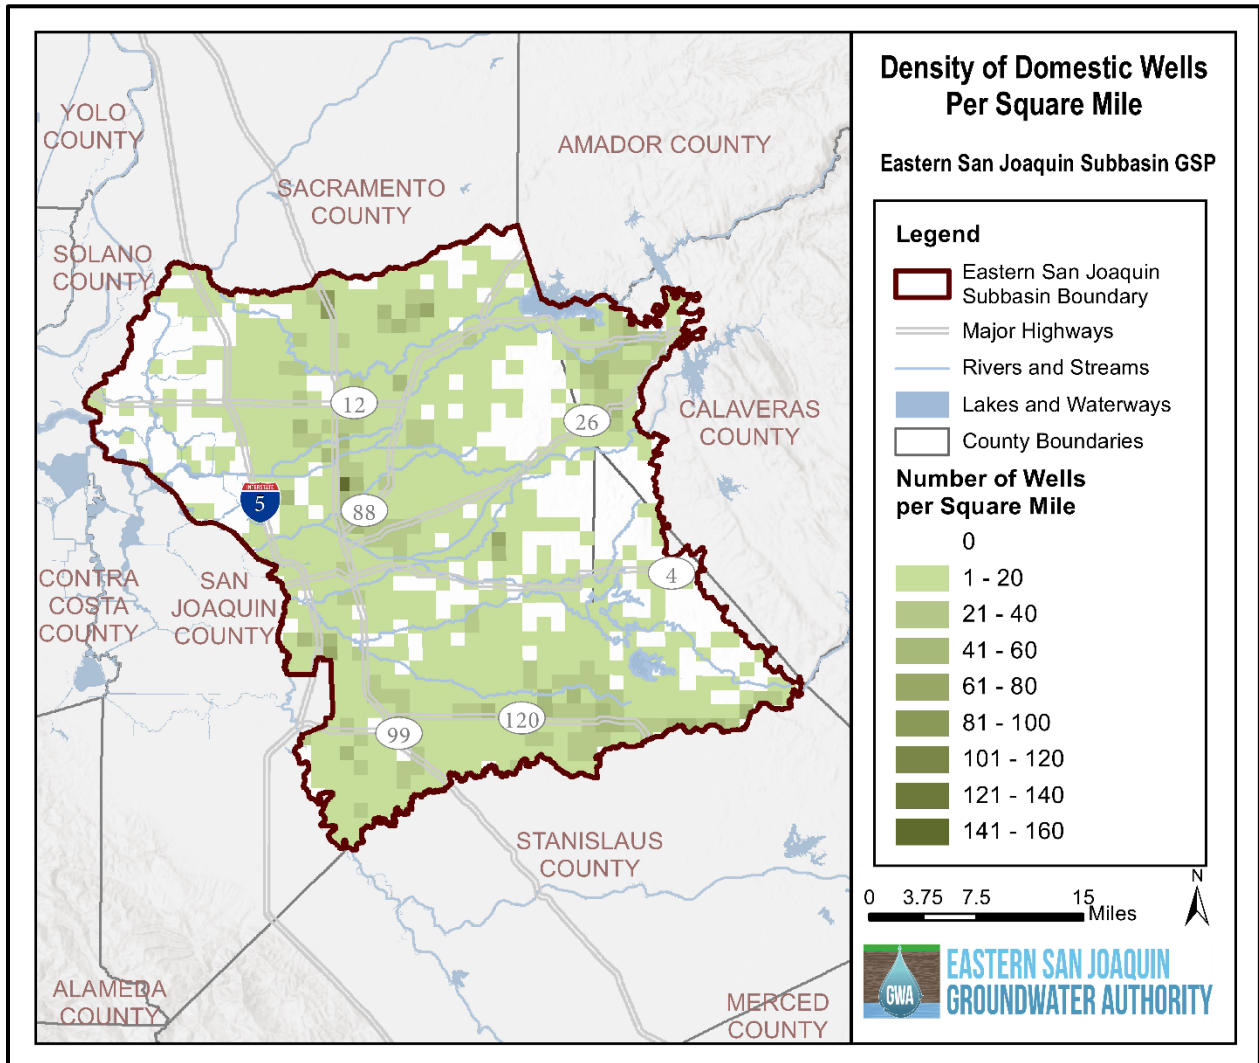 YOLO
COUNTY
AMADOR COUNTY
SACRAMENTO
COUNTY
SOLANO
COUNTY
12
26
CALAVERAS
COUNTY
INTERSTATE
5
88
4
CONTRA
COSTA
COUNTY
SAN
JOAQUIN
COUNTY
120
99
STANISLAUS
COUNTY
ALAMEDA
COUNTY
MERCED
COUNTY
Density of Domestic Wells
Per Square Mile
Eastern San Joaquin Subbasin GSP
Legend
Eastern San Joaquin
Subbasin Boundary
Major Highways
Rivers and Streams
Lakes and Waterways
County Boundaries
Number of Wells
per Square Mile
0
1 - 20
21 - 40
41 - 60
61 - 80
81 - 100
101 - 120
121 - 140
141 - 160
N
0 3.75 7.5 15
Miles
GWA
EASTERN SAN JOAQUIN
GROUNDWATER AUTHORITY